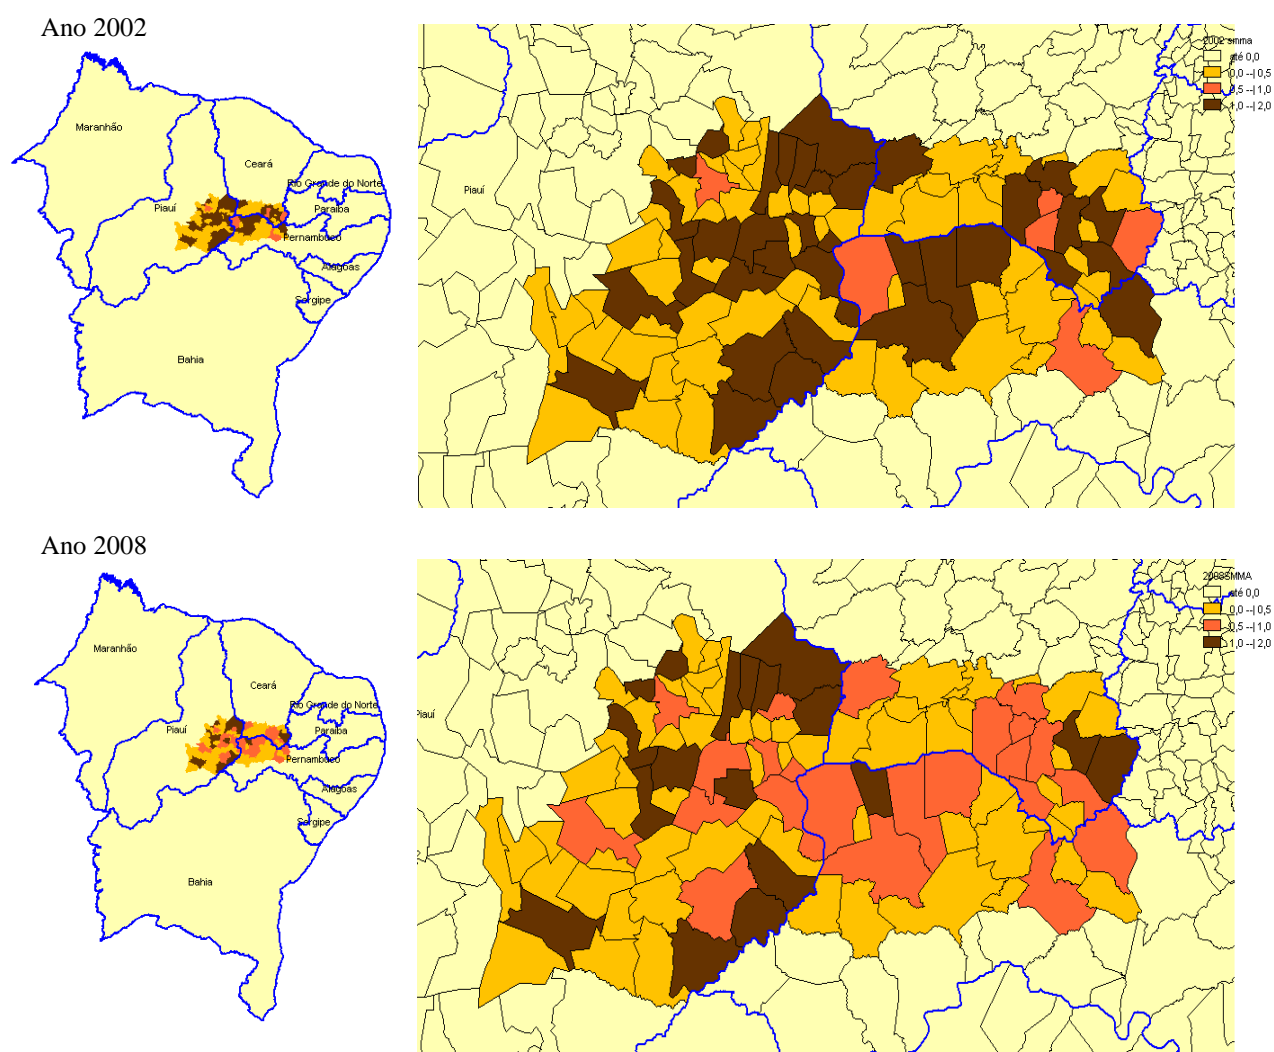 Ano 2002
Maranhão
Ceará
Rio Grande do Norte
Piauí
Paraíba
Pernambuco
Alagoas
Sergipe
Bahia
Piauí
2002 smma
até 0,0
0,0 --| 0,5
0,5 --| 1,0
1,0 --| 2,0
Ano 2008
Maranhão
Ceará
Rio Grande do Norte
Piauí
Paraíba
Pernambuco
Alagoas
Sergipe
Bahia
Piauí
2008SMMA
até 0,0
0,0 --| 0,5
0,5 --| 1,0
1,0 --| 2,0